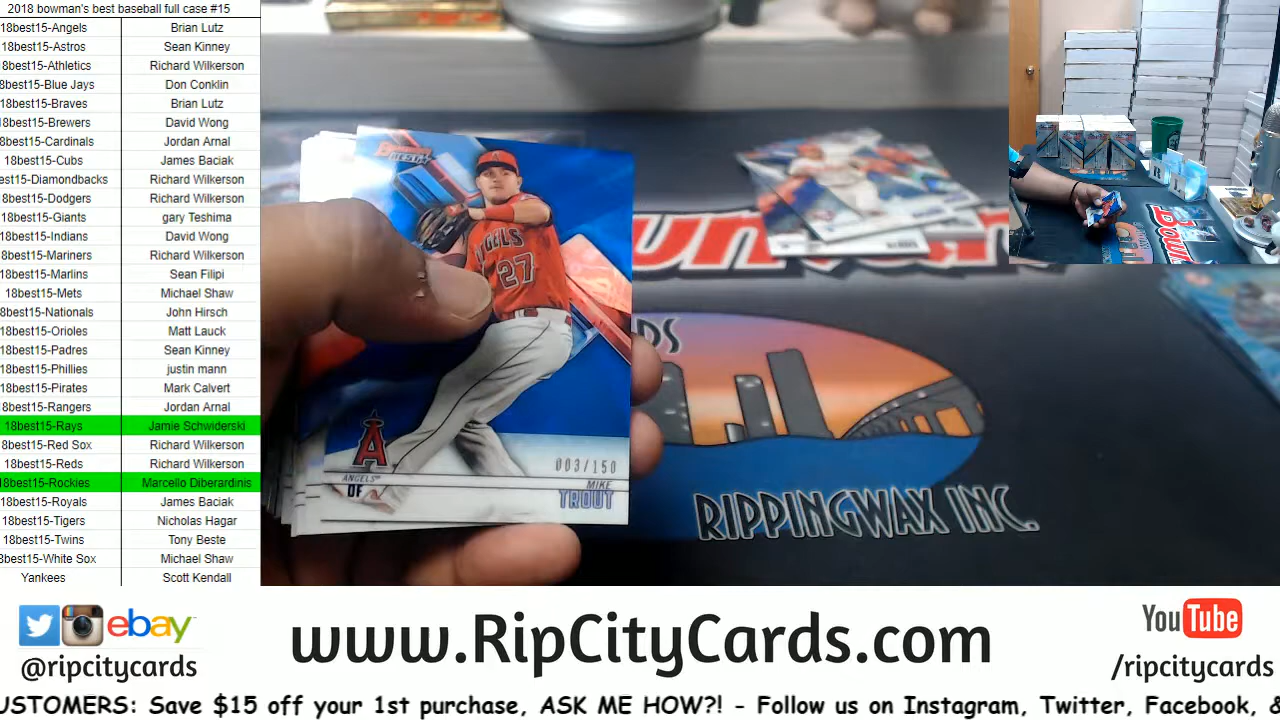 2018 bowman's best baseball full case #15
18best15-Angels Brian Lutz
18best15-Astros Sean Kinney
8best15-Athletics Richard Wilkerson
8best15-Blue Jays Don Conklin
18best15-Braves Brian Lutz
18best15-Brewers David Wong
8best15-Cardinals Jordan Arnal
18best15-Cubs James Baciak
est15-Diamondbacks Richard Wilkerson
18best15-Dodgers Richard Wilkerson
18best15-Giants gary Teshima
18best15-Indians David Wong
8best15-Mariners Richard Wilkerson
18best15-Marlins Sean Filipi
18best15-Mets Michael Shaw
8best15-Nationals John Hirsch
18best15-Orioles Matt Lauck
18best15-Padres Sean Kinney
18best15-Phillies justin mann
18best15-Pirates Mark Calvert
8best15-Rangers Jordan Arnal
18best15-Rays Jamie Schwiderski
8best15-Red Sox Richard Wilkerson
18best15-Reds Richard Wilkerson
18best15-Rockies Marcello Diberardinis
18best15-Royals James Baciak
18best15-Tigers Nicholas Hagar
18best15-Twins Tony Beste
8best15-White Sox Michael Shaw
Yankees Scott Kendall
BEST
ANGELS
27
003/150
A
ANGELS
OF
MIKE
TROUT
RDS
RIPPINGWAX INC.
ebay
@ripcitycards
www.RipCityCards.com
YouTube
/ripcitycards
USTOMERS: Save $15 off your 1st purchase, ASK ME HOW?! - Follow us on Instagram, Twitter, Facebook, &